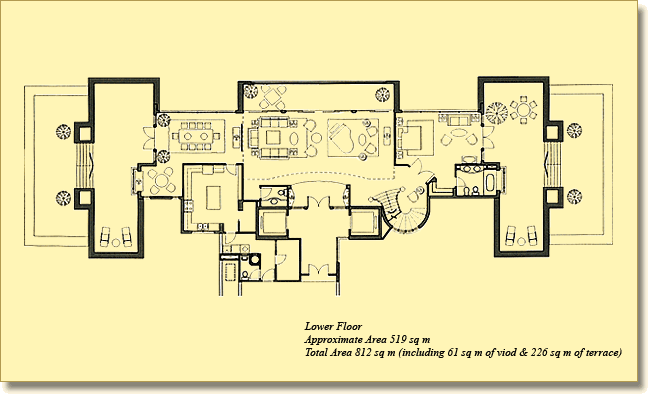 Lower Floor
Approximate Area 519 sq m
Total Area 812 sq m (including 61 sq m of viod & 226 sq m of terrace)